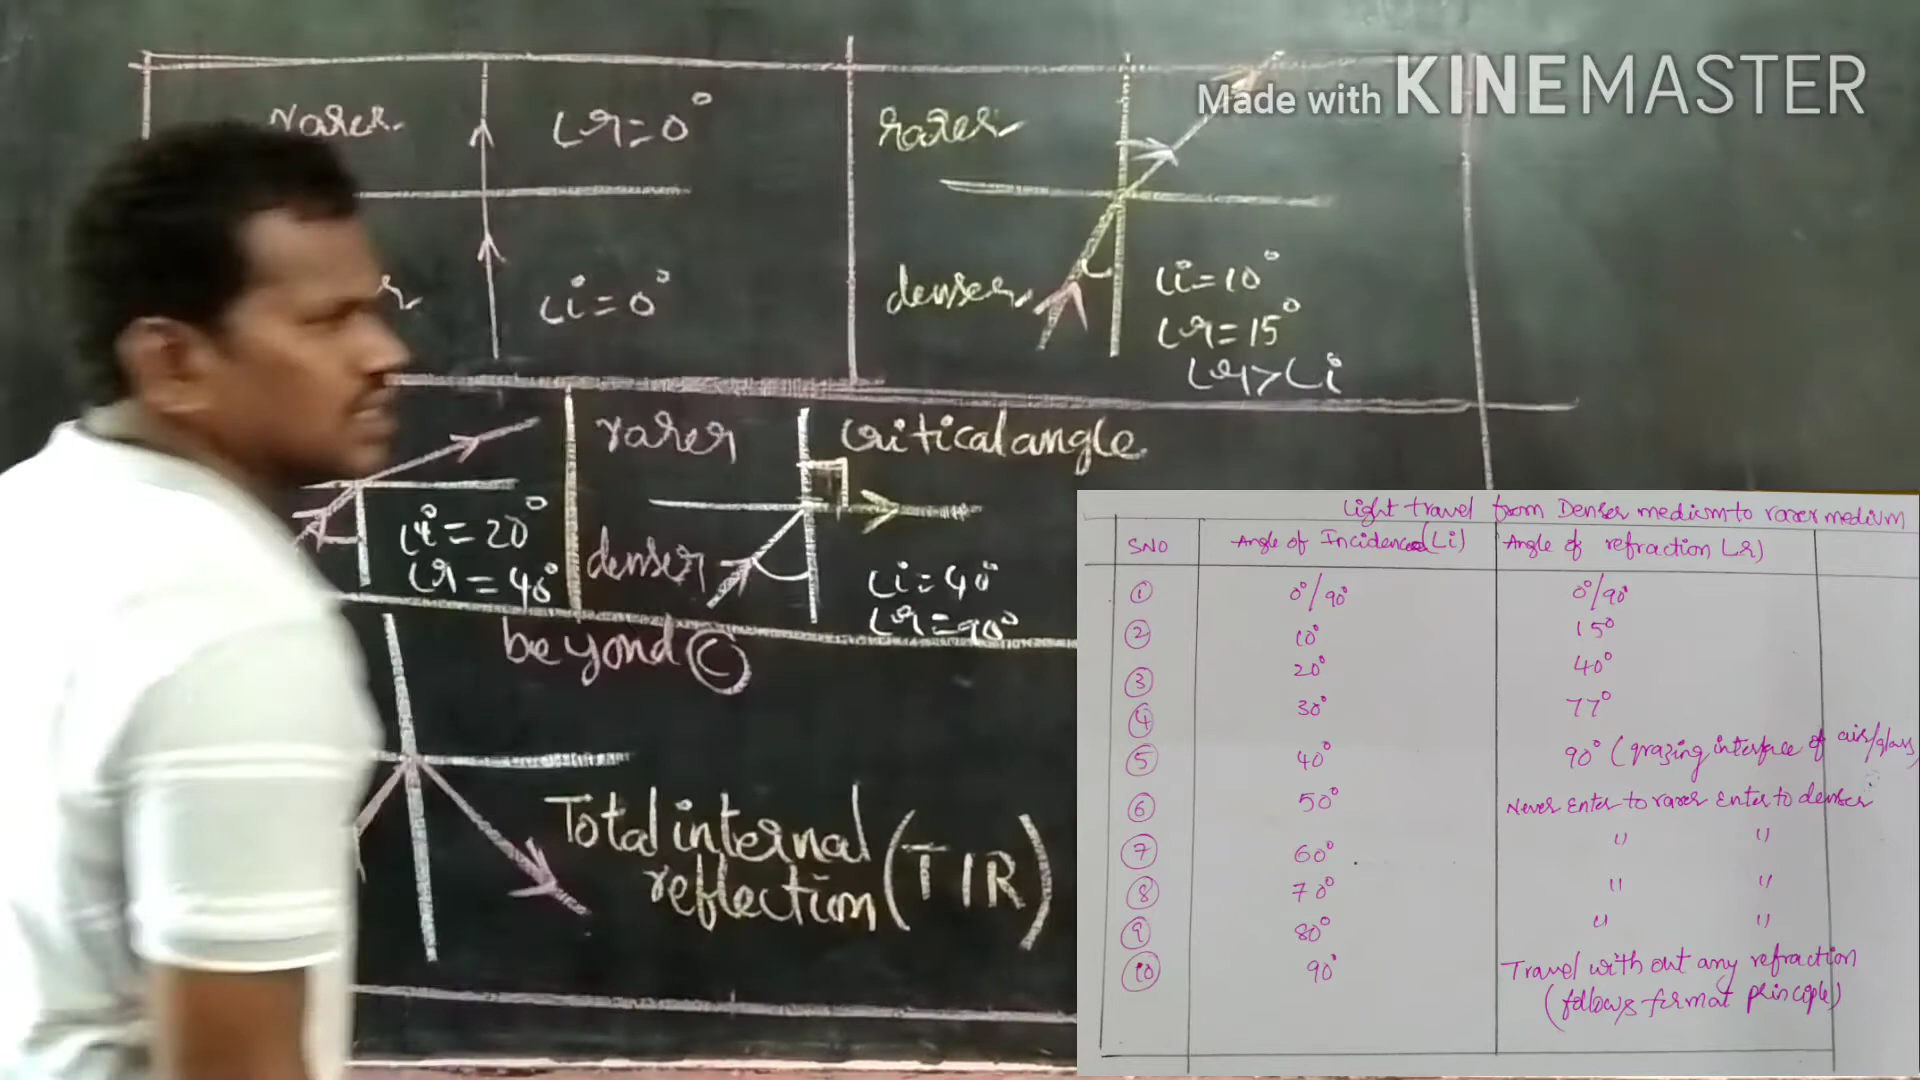 Made with KINEMASTER
rarer
∠r=0°
∠i=0°
rarer
denser
∠i=10°
∠r=15°
∠r>∠i
∠i=20°
∠r=40°
rarer
critical angle
denser
∠i=40°
∠r=90°
beyond C
Total internal
reflection (TIR)
Light travel from Denser medium to rarer medium
SNO Angle of Incidence(∠i) Angle of refraction ∠r)
1 0°/90° 0°/90°
2 10° 15°
3 20° 40°
4 30° 77°
5 40° 90° (grazing interface of air/glass)
6 50° Never Enter to rarer Enter to denser
7 60° " "
8 70° " "
9 80° " "
10 90° Travel with out any refraction
(follows fermat principle)